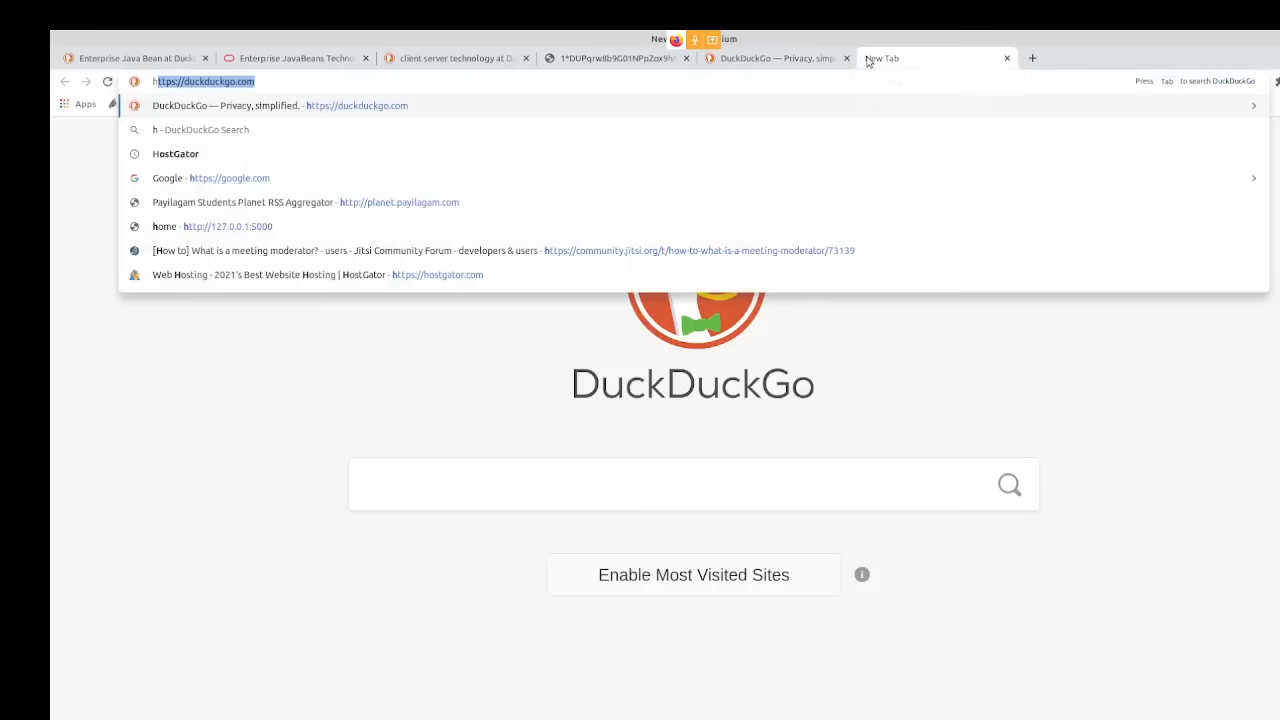 New ium
Enterprise Java Bean at Duck
Enterprise JavaBeans Techno
client server technology at D
1*DUPqrw8b9G01NPpZox9h
DuckDuckGo — Privacy, simp
New Tab
https://duckduckgo.com
Press Tab to search DuckDuckGo
Apps
DuckDuckGo — Privacy, simplified. - https://duckduckgo.com
h - DuckDuckGo Search
HostGator
Google - https://google.com
Payilagam Students Planet RSS Aggregator - http://planet.payilagam.com
home - http://127.0.0.1:5000
[How to] What is a meeting moderator? - users - Jitsi Community Forum - developers & users - https://community.jitsi.org/t/how-to-what-is-a-meeting-moderator/73139
Web Hosting - 2021's Best Website Hosting | HostGator - https://hostgator.com
DuckDuckGo
Enable Most Visited Sites